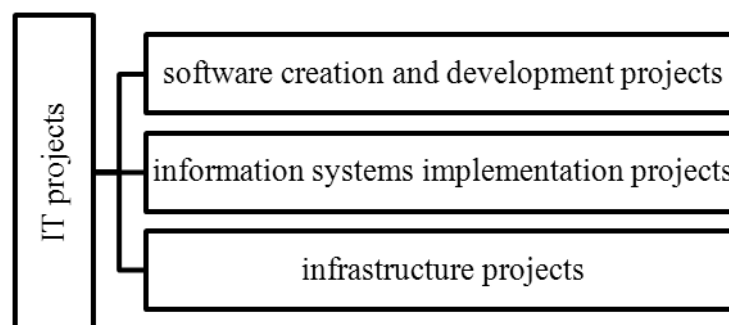 IT projects
software creation and development projects
information systems implementation projects
infrastructure projects